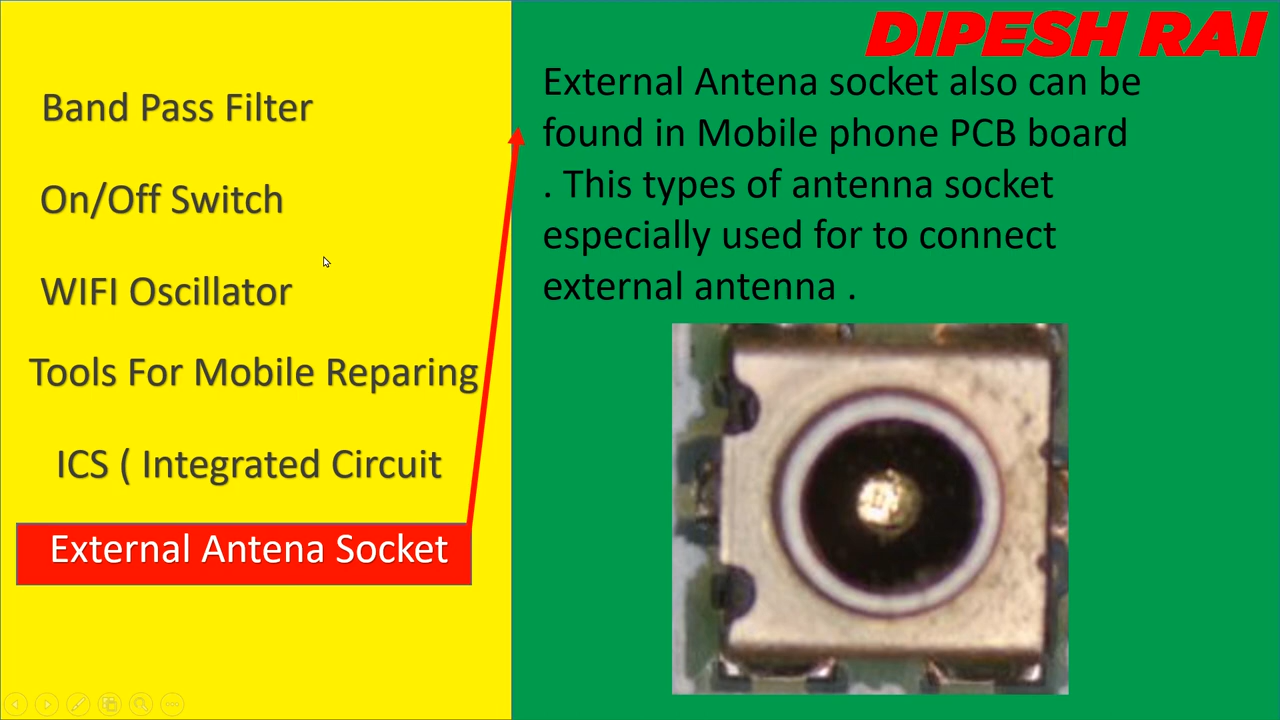 DIPESH RAI
Band Pass Filter
On/Off Switch
WIFI Oscillator
Tools For Mobile Reparing
ICS ( Integrated Circuit
External Antena Socket
External Antena socket also can be
found in Mobile phone PCB board
. This types of antenna socket
especially used for to connect
external antenna .